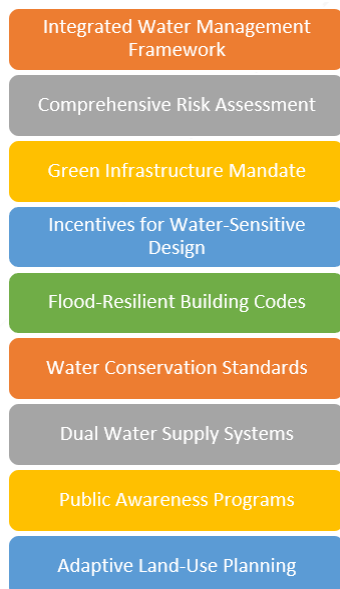 Integrated Water Management
Framework
Comprehensive Risk Assessment
Green Infrastructure Mandate
Incentives for Water-Sensitive
Design
Flood-Resilient Building Codes
Water Conservation Standards
Dual Water Supply Systems
Public Awareness Programs
Adaptive Land-Use Planning